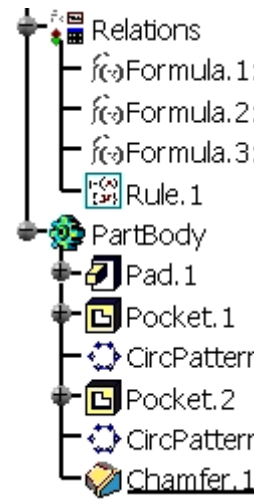 Relations
f(x)Formula.1:
f(x)Formula.2:
f(x)Formula.3:
Rule.1
PartBody
Pad.1
Pocket.1
CircPattern
Pocket.2
CircPattern
Chamfer.1